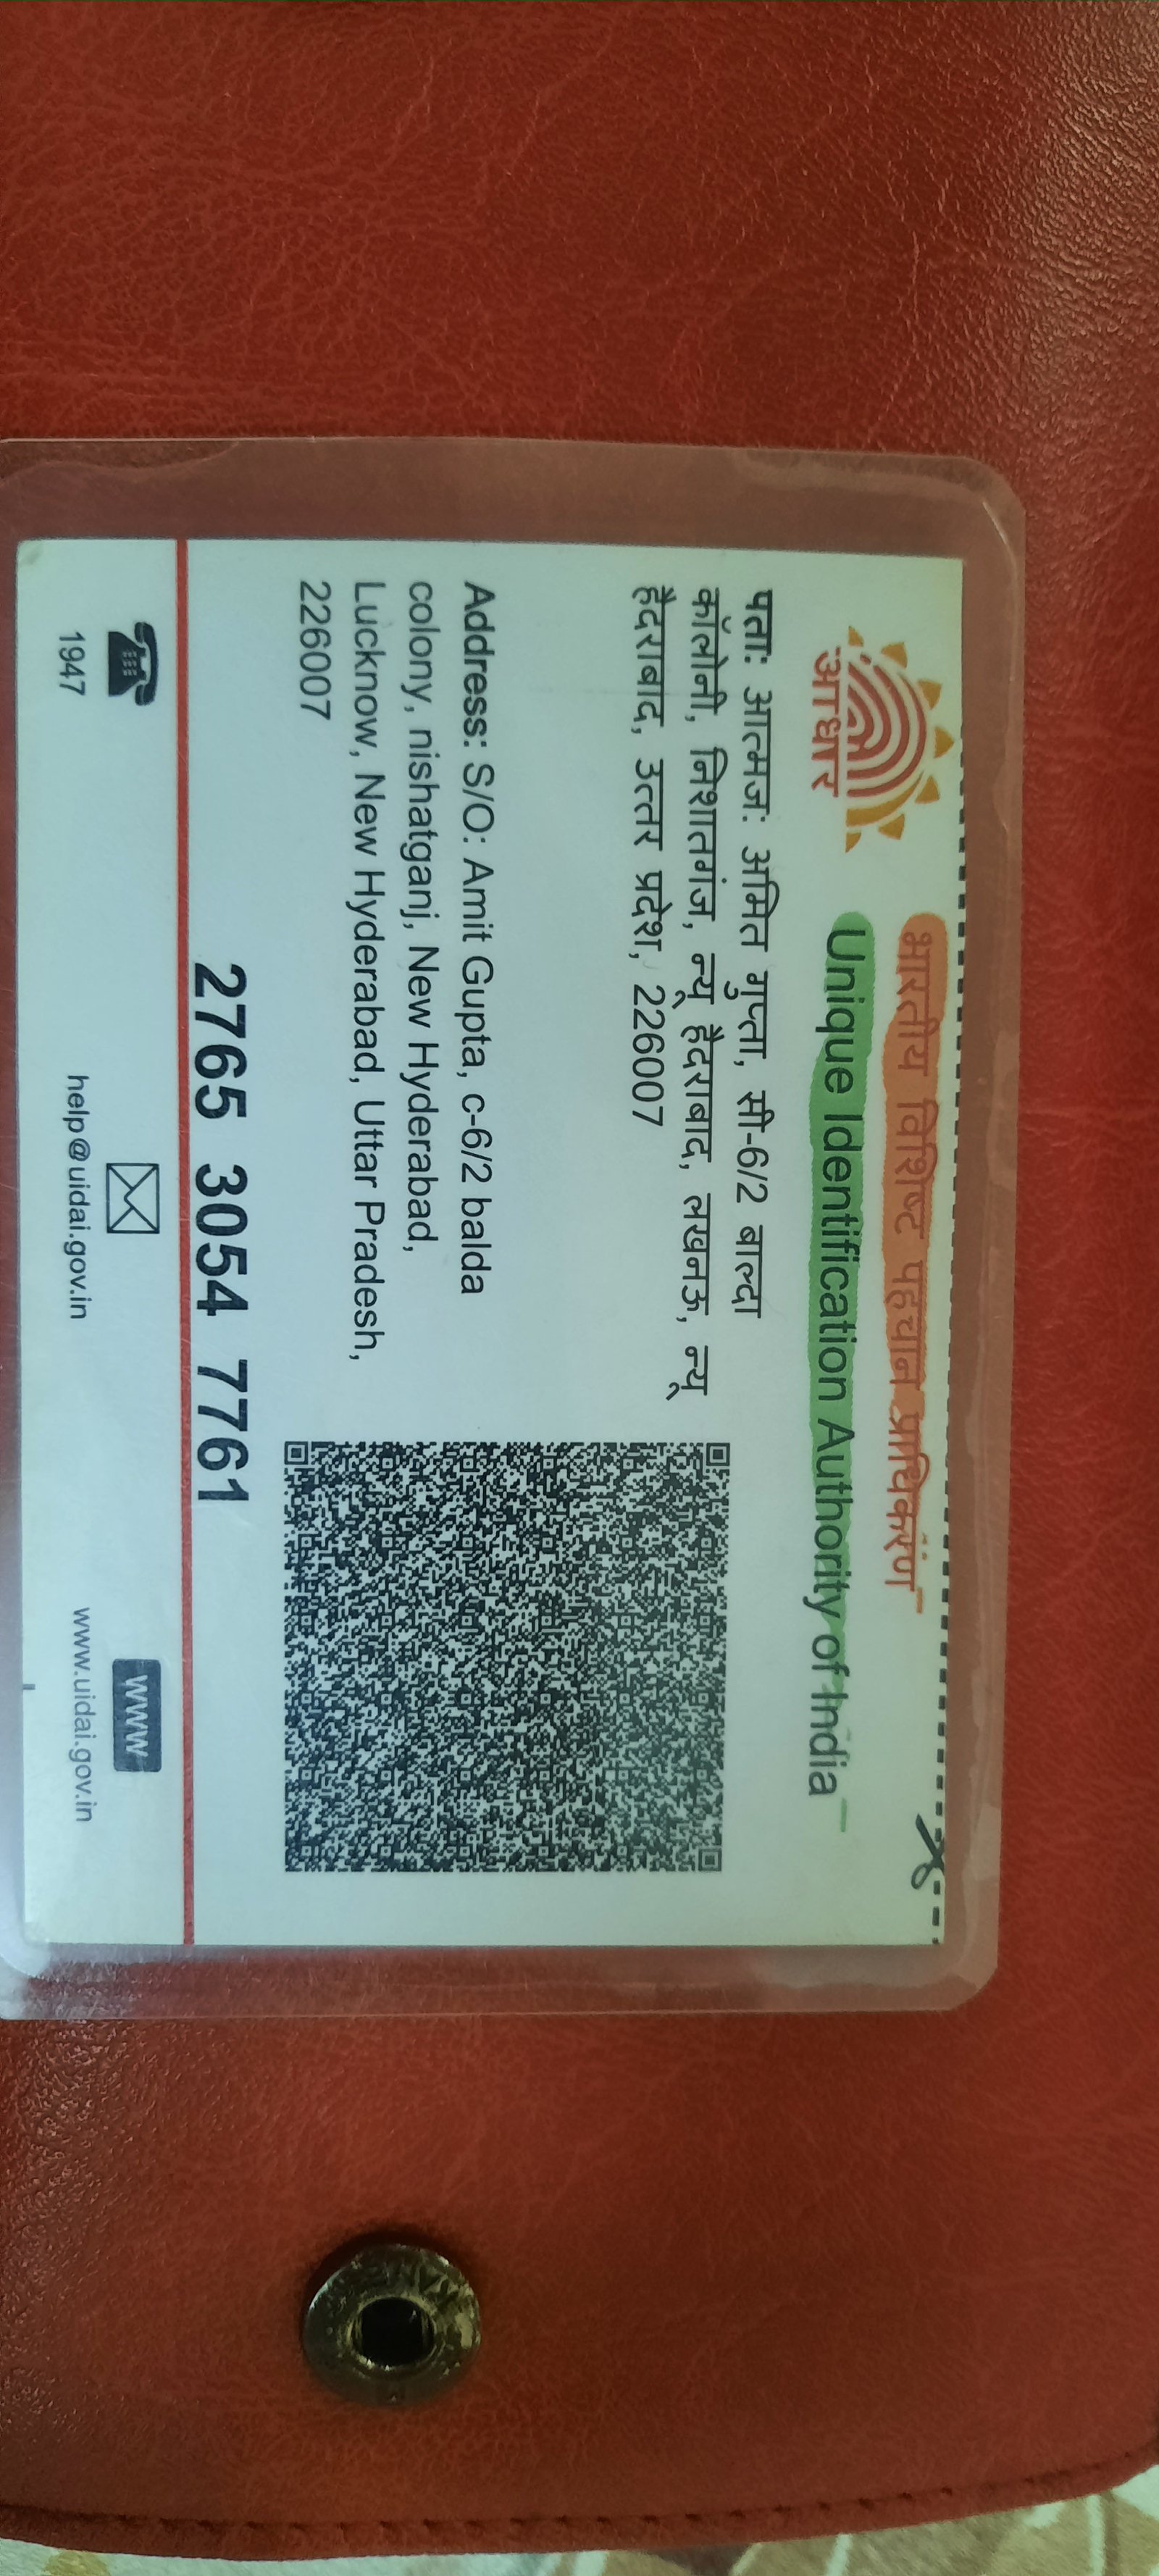 भारतीय विशिष्ट पहचान प्राधिकरण
Unique Identification Authority of India
आधार
पता: आत्मज: अमित गुप्ता, सी-6/2 बाल्दा
कॉलोनी, निशातगंज, न्यू हैदराबाद, लखनऊ, न्यू
हैदराबाद, उत्तर प्रदेश, 226007
Address: S/O: Amit Gupta, c-6/2 balda
colony, nishatganj, New Hyderabad,
Lucknow, New Hyderabad, Uttar Pradesh,
226007
2765 3054 7761
WWW
1947
help@uidai.gov.in
www.uidai.gov.in